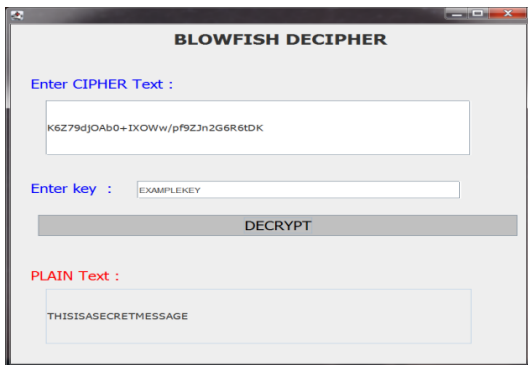 BLOWFISH DECIPHER
Enter CIPHER Text :
K6Z79djOAb0+IXOWw/pf9ZJn2G6R6tDK
Enter key :
EXAMPLEKEY
DECRYPT
PLAIN Text :
THISISASECRETMESSAGE